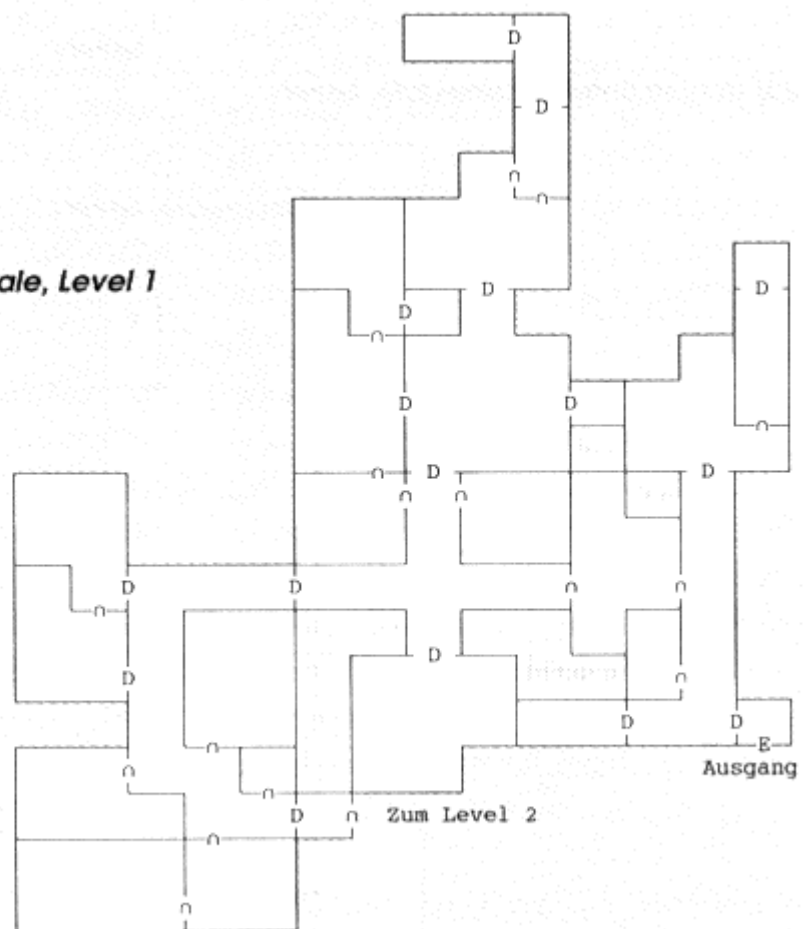 D
D
∩
∩
ale, Level 1
D D
D
∩
D D
∩
∩ D D
∩ ∩
D D ∩ ∩
∩
D
D ∩
D D
∩ E
Ausgang
∩
∩
D ∩ Zum Level 2
∩
∩